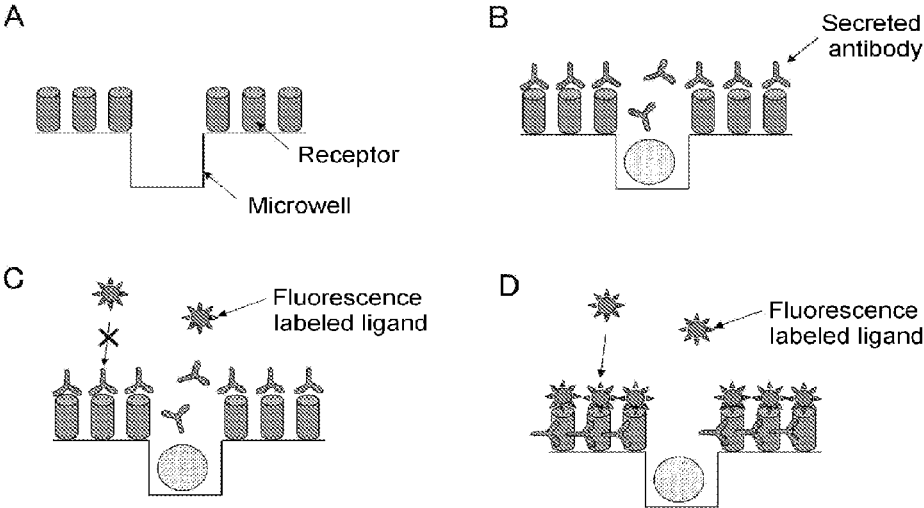 A
Receptor
Microwell
B
Secreted
antibody
C
Fluorescence
labeled ligand
D
Fluorescence
labeled ligand